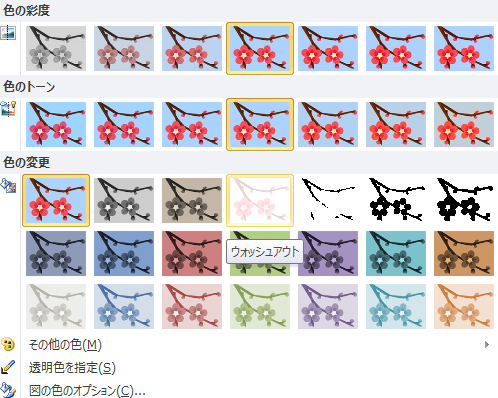 色の彩度
色のトーン
色の変更
ウォッシュアウト
その他の色(M)
透明色を指定(S)
図の色のオプション(C)...